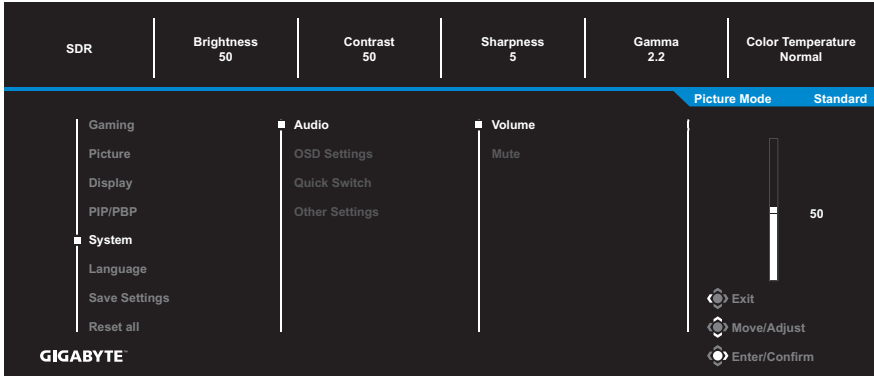 SDR
Brightness
50
Contrast
50
Sharpness
5
Gamma
2.2
Color Temperature
Normal
Picture Mode Standard
Gaming
Picture
Display
PIP/PBP
System
Language
Save Settings
Reset all
Audio
OSD Settings
Quick Switch
Other Settings
Volume
Mute
50
Exit
Move/Adjust
Enter/Confirm
GIGABYTE™